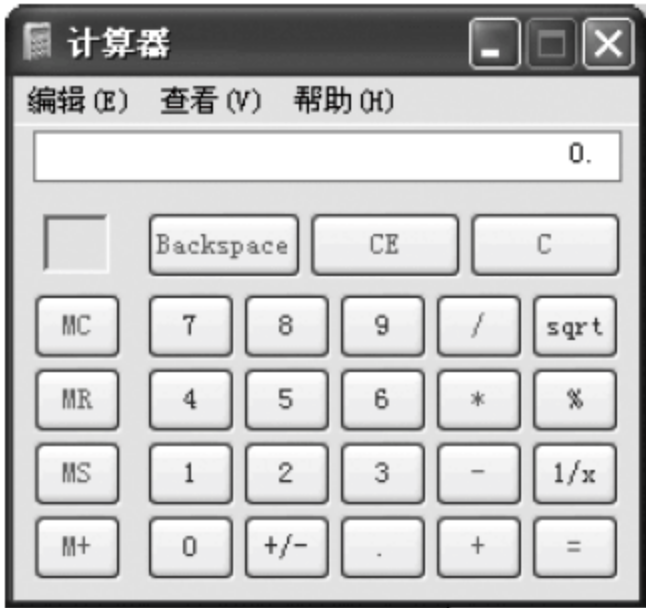 计算器
编辑(E) 查看(V) 帮助(H)
0.
Backspace CE C
MC 7 8 9 / sqrt
MR 4 5 6 * %
MS 1 2 3 - 1/x
M+ 0 +/- . + =